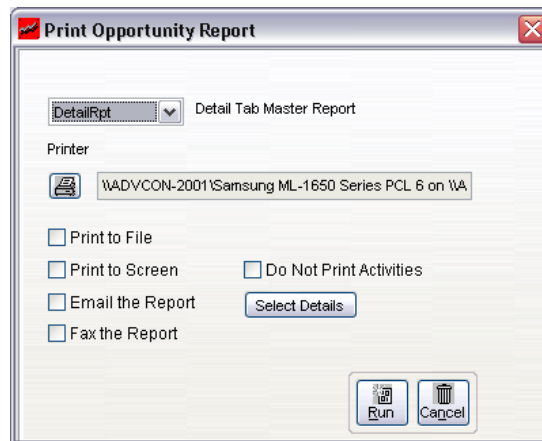 Print Opportunity Report
DetailRpt Detail Tab Master Report
Printer
\\ADVCON-2001\Samsung ML-1650 Series PCL 6 on \\A
Print to File
Print to Screen Do Not Print Activities
Email the Report Select Details
Fax the Report
Run Cancel